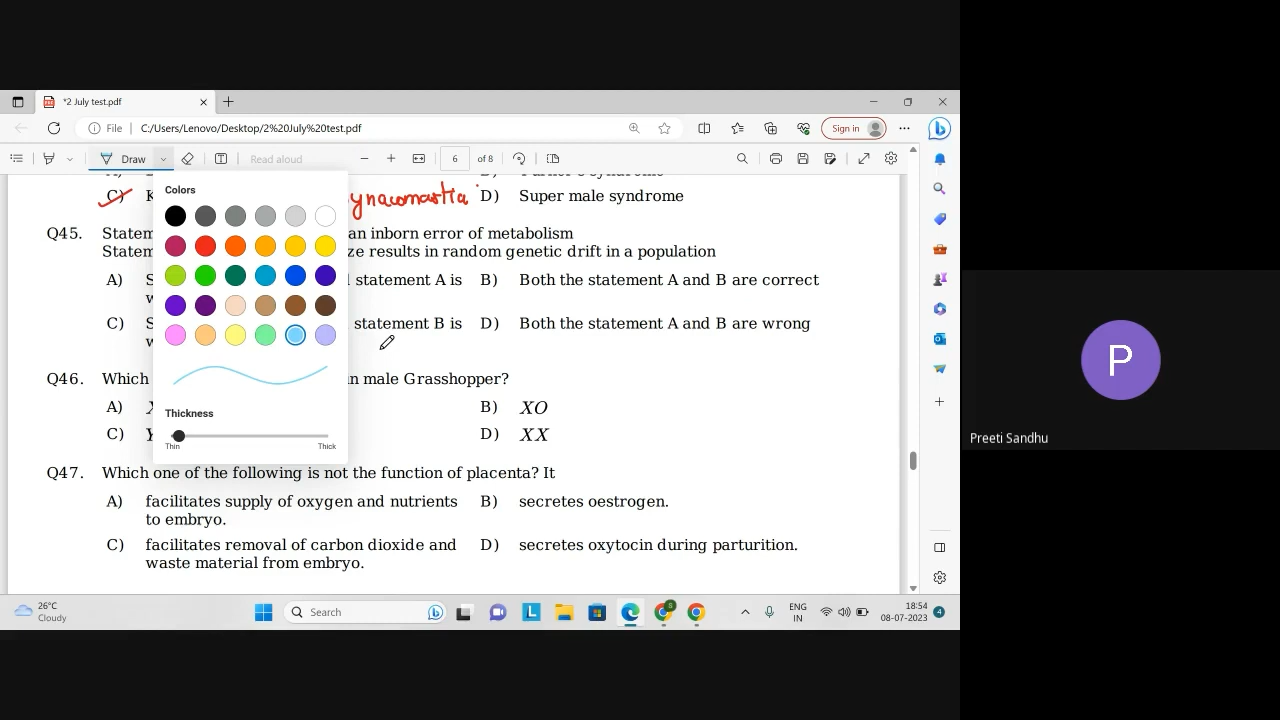 *2 July test.pdf
File
C:/Users/Lenovo/Desktop/2%20July%20test.pdf
Sign in
Draw
Read aloud
6 of 8
Colors
Thickness
Thin Thick
C) K ynacomastia D) Super male syndrome
Q45. Statem an inborn error of metabolism
Statem ze results in random genetic drift in a population
A) S statement A is B) Both the statement A and B are correct
w
C) S statement B is D) Both the statement A and B are wrong
w
Q46. Which in male Grasshopper?
A) B) XO
C) D) XX
Q47. Which one of the following is not the function of placenta? It
A) facilitates supply of oxygen and nutrients B) secretes oestrogen.
to embryo.
C) facilitates removal of carbon dioxide and D) secretes oxytocin during parturition.
waste material from embryo.
P
Preeti Sandhu
26°C
Cloudy
Search
ENG
IN
18:54
08-07-2023
4